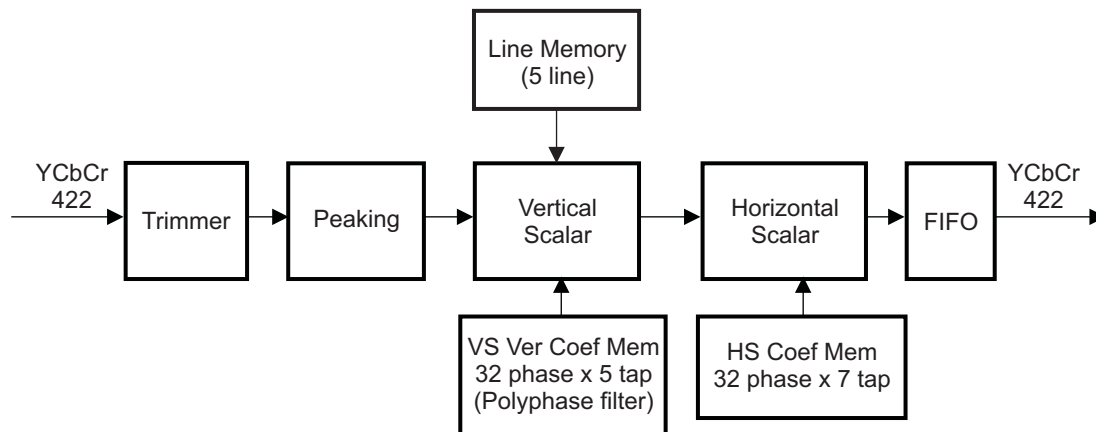 Line Memory
(5 line)
YCbCr
422
Trimmer
Peaking
Vertical
Scalar
Horizontal
Scalar
FIFO
YCbCr
422
VS Ver Coef Mem
32 phase x 5 tap
(Polyphase filter)
HS Coef Mem
32 phase x 7 tap